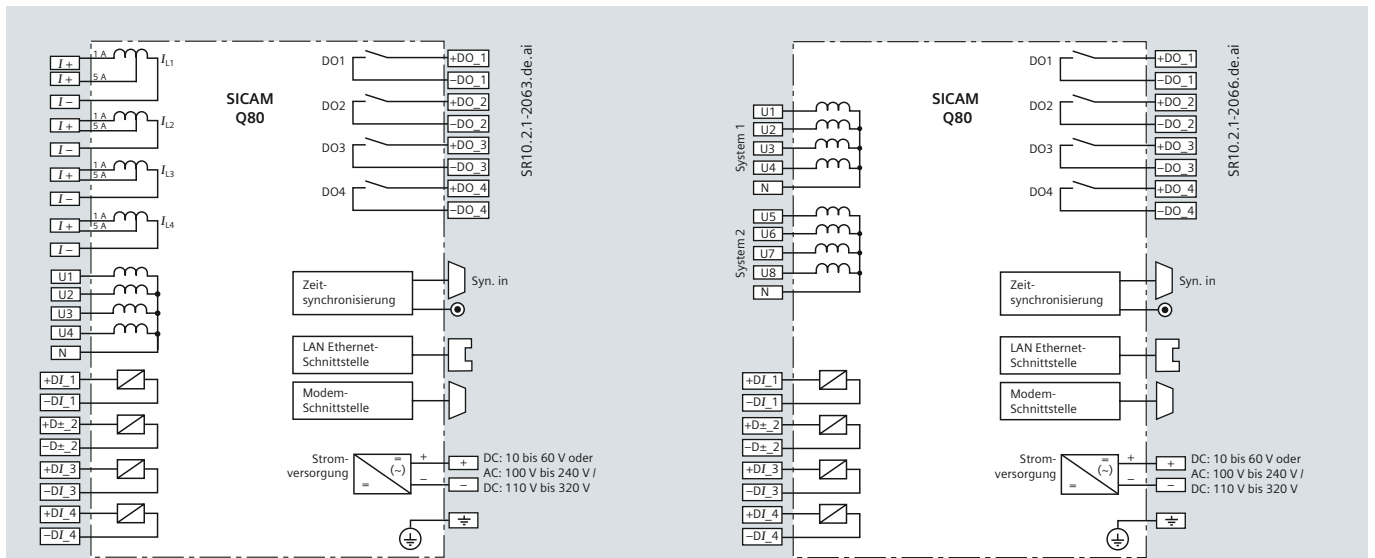 1 A
I+
IL1
I+
5 A
I−
1 A
I+
5 A
IL2
I−
1 A
I+
5 A
IL3
I−
1 A
I+
5 A
IL4
I−
U1
U2
U3
U4
N
+DI_1
−DI_1
+D±_2
−D±_2
+DI_3
−DI_3
+DI_4
−DI_4
SICAM
Q80
DO1
+DO_1
−DO_1
DO2
+DO_2
−DO_2
DO3
+DO_3
−DO_3
DO4
+DO_4
−DO_4
Zeit-
synchronisierung
Syn. in
LAN Ethernet-
Schnittstelle
Modem-
Schnittstelle
Strom-
versorgung
=
(~)
=
+
−
+
−
DC: 10 bis 60 V oder
AC: 100 V bis 240 V /
DC: 110 V bis 320 V
SR10.2.1-2063.de.ai
System 1
U1
U2
U3
U4
N
System 2
U5
U6
U7
U8
N
+DI_1
−DI_1
+D±_2
−D±_2
+DI_3
−DI_3
+DI_4
−DI_4
SICAM
Q80
DO1
+DO_1
−DO_1
DO2
+DO_2
−DO_2
DO3
+DO_3
−DO_3
DO4
+DO_4
−DO_4
Zeit-
synchronisierung
Syn. in
LAN Ethernet-
Schnittstelle
Modem-
Schnittstelle
Strom-
versorgung
=
(~)
=
+
−
+
−
DC: 10 bis 60 V oder
AC: 100 V bis 240 V /
DC: 110 V bis 320 V
SR10.2.1-2066.de.ai